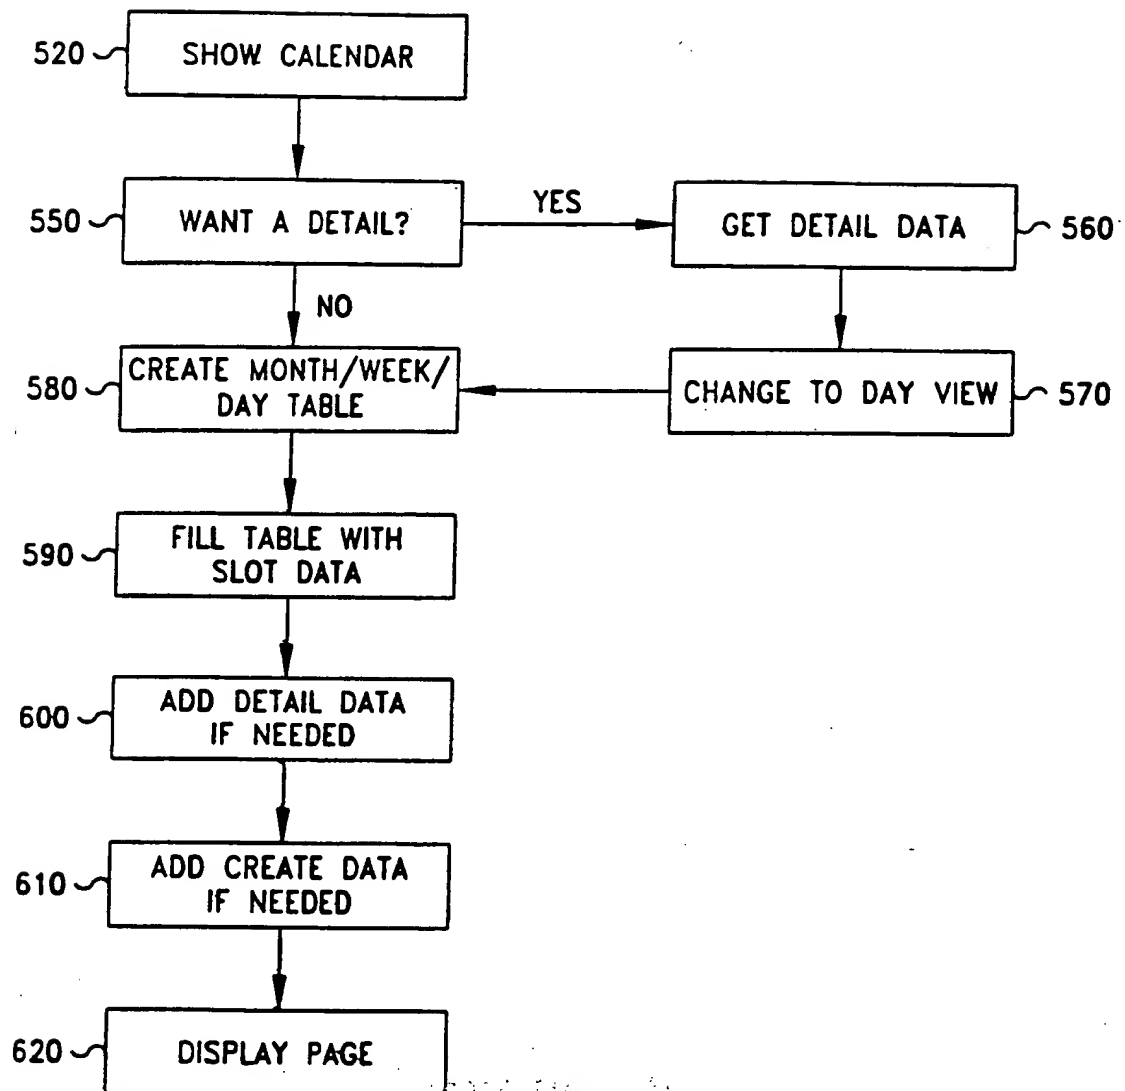 520 SHOW CALENDAR
550 WANT A DETAIL?
YES
GET DETAIL DATA 560
NO
580 CREATE MONTH/WEEK/
DAY TABLE
CHANGE TO DAY VIEW 570
590 FILL TABLE WITH
SLOT DATA
600 ADD DETAIL DATA
IF NEEDED
610 ADD CREATE DATA
IF NEEDED
620 DISPLAY PAGE